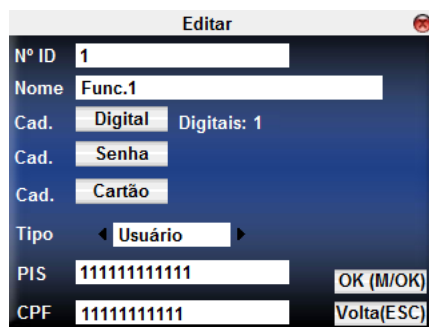 Editar
Nº ID 1
Nome Func.1
Cad. Digital Digitais: 1
Cad. Senha
Cad. Cartão
Tipo Usuário
PIS 111111111111
OK (M/OK)
CPF 11111111111
Volta(ESC)